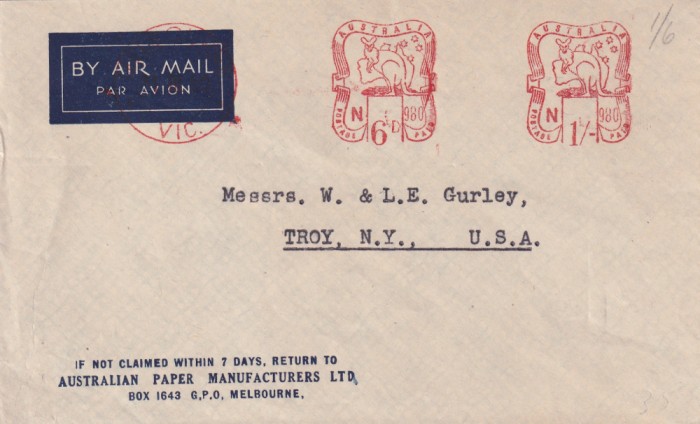 BY AIR MAIL
PAR AVION
VIC.
AUSTRALIA
N 980
6D
POSTAGE PAID
AUSTRALIA
N 980
1/-
POSTAGE PAID
1/6
Messrs. W. & L.E. Gurley,
TROY, N.Y., U.S.A.
IF NOT CLAIMED WITHIN 7 DAYS, RETURN TO
AUSTRALIAN PAPER MANUFACTURERS LTD.
BOX 1643 G.P.O. MELBOURNE.